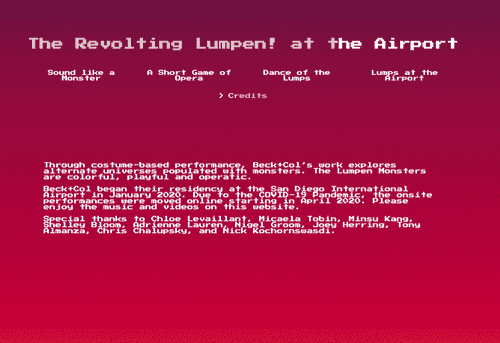 The Revolting Lumpen! at the Airport
Sound like a
Monster
A Short Game of
Opera
Dance of the
Lumps
Lumps at the
Airport
> Credits
Through costume-based performance, Beck+Col's work explores
alternate universes populated with monsters. The Lumpen Monsters
are colorful, playful and operatic.
Beck+Col began their residency at the San Diego International
Airport in January 2020. Due to the COVID-19 Pandemic, the onsite
performances were moved online starting in April 2020. Please
enjoy the music and videos on this website.
Special thanks to Chloe Levaillant, Micaela Tobin, Minsu Kang,
Shelley Bloom, Adrienne Lauren, Nigel Groom, Joey Herring, Tony
Almanza, Chris Chalupsky, and Nick Kochornswasdi.